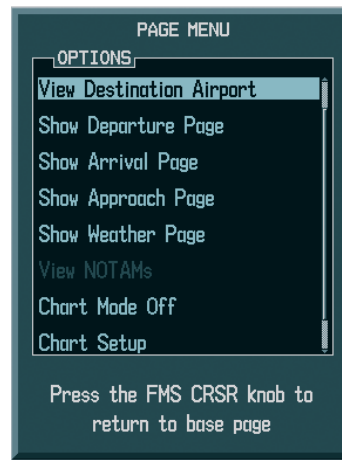 PAGE MENU
OPTIONS
View Destination Airport
Show Departure Page
Show Arrival Page
Show Approach Page
Show Weather Page
View NOTAMs
Chart Mode Off
Chart Setup
Press the FMS CRSR knob to
return to base page